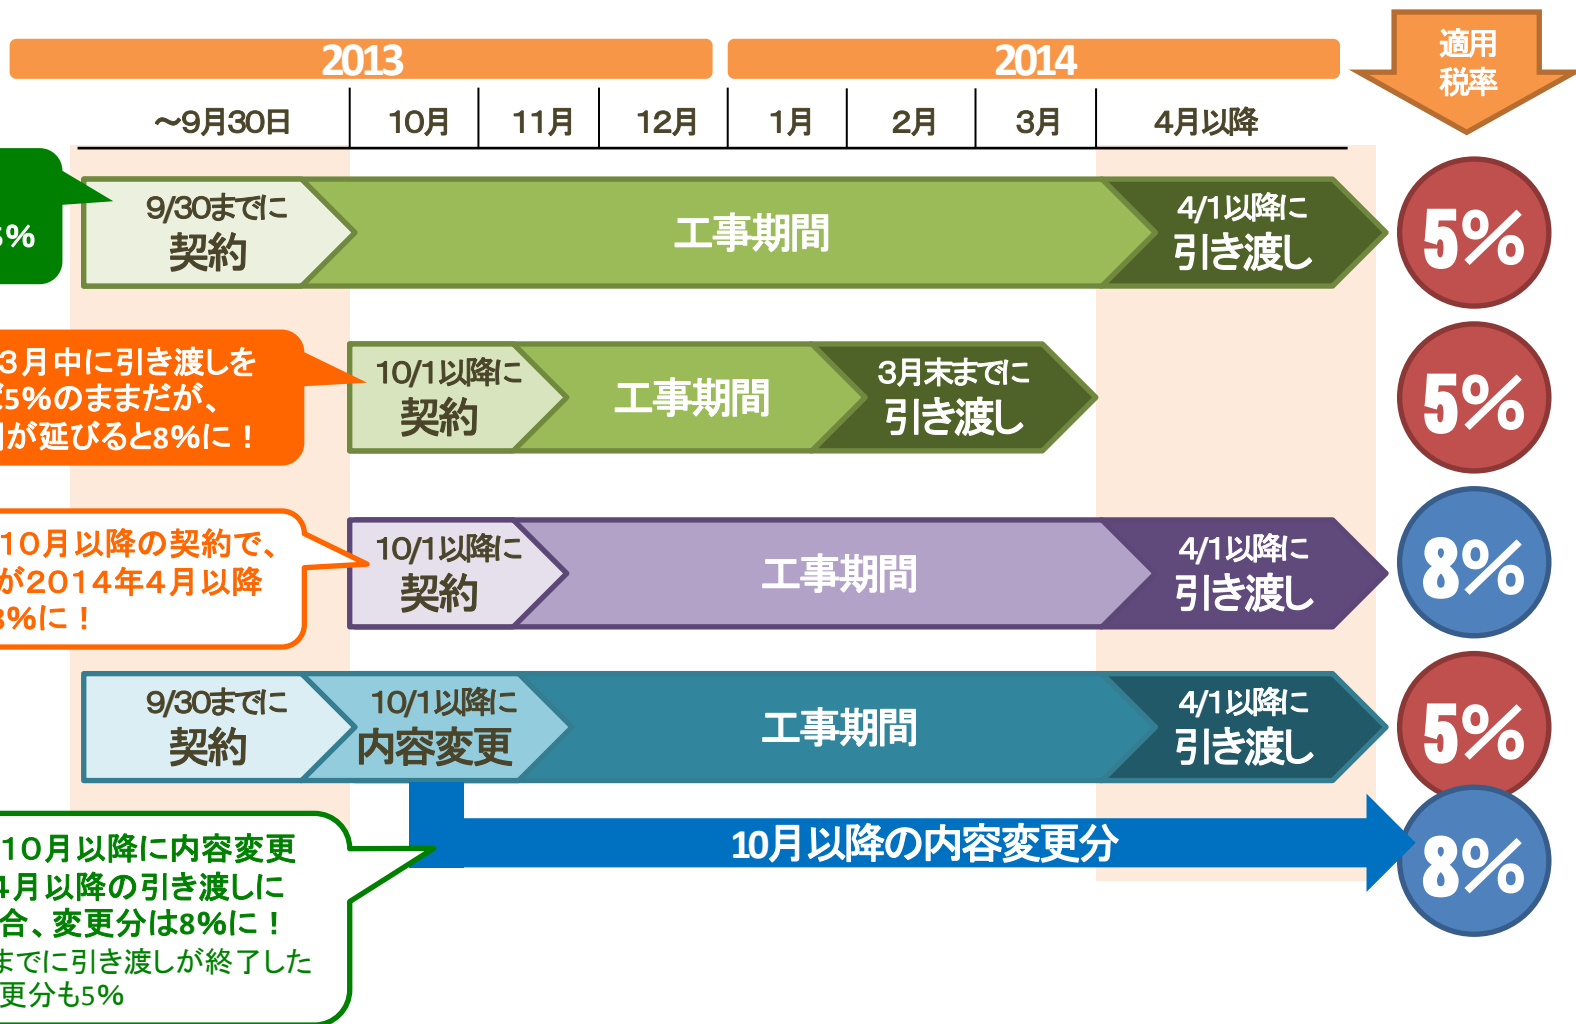 2013
2014
適用
税率
～9月30日
10月
11月
12月
1月
2月
3月
4月以降
5%
9/30までに
契約
工事期間
4/1以降に
引き渡し
5%
3月中に引き渡しを
5%のままだが、
が延びると8%に！
10/1以降に
契約
工事期間
3月末までに
引き渡し
5%
10月以降の契約で、
が2014年4月以降
8%に！
10/1以降に
契約
工事期間
4/1以降に
引き渡し
8%
9/30までに
契約
10/1以降に
内容変更
工事期間
4/1以降に
引き渡し
5%
10月以降に内容変更
4月以降の引き渡しに
合、変更分は8%に！
までに引き渡しが終了した
更分も5%
10月以降の内容変更分
8%